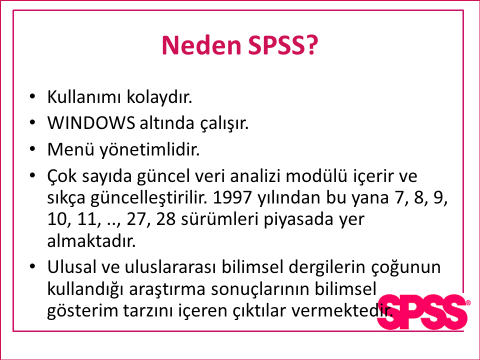 Neden SPSS?
• Kullanımı kolaydır.
• WINDOWS altında çalışır.
• Menü yönetimlidir.
• Çok sayıda güncel veri analizi modülü içerir ve
sıkça güncelleştirilir. 1997 yılından bu yana 7, 8, 9,
10, 11, .., 27, 28 sürümleri piyasada yer
almaktadır.
• Ulusal ve uluslararası bilimsel dergilerin çoğunun
kullandığı araştırma sonuçlarının bilimsel
gösterim tarzını içeren çıktılar vermektedir.
SPSS®